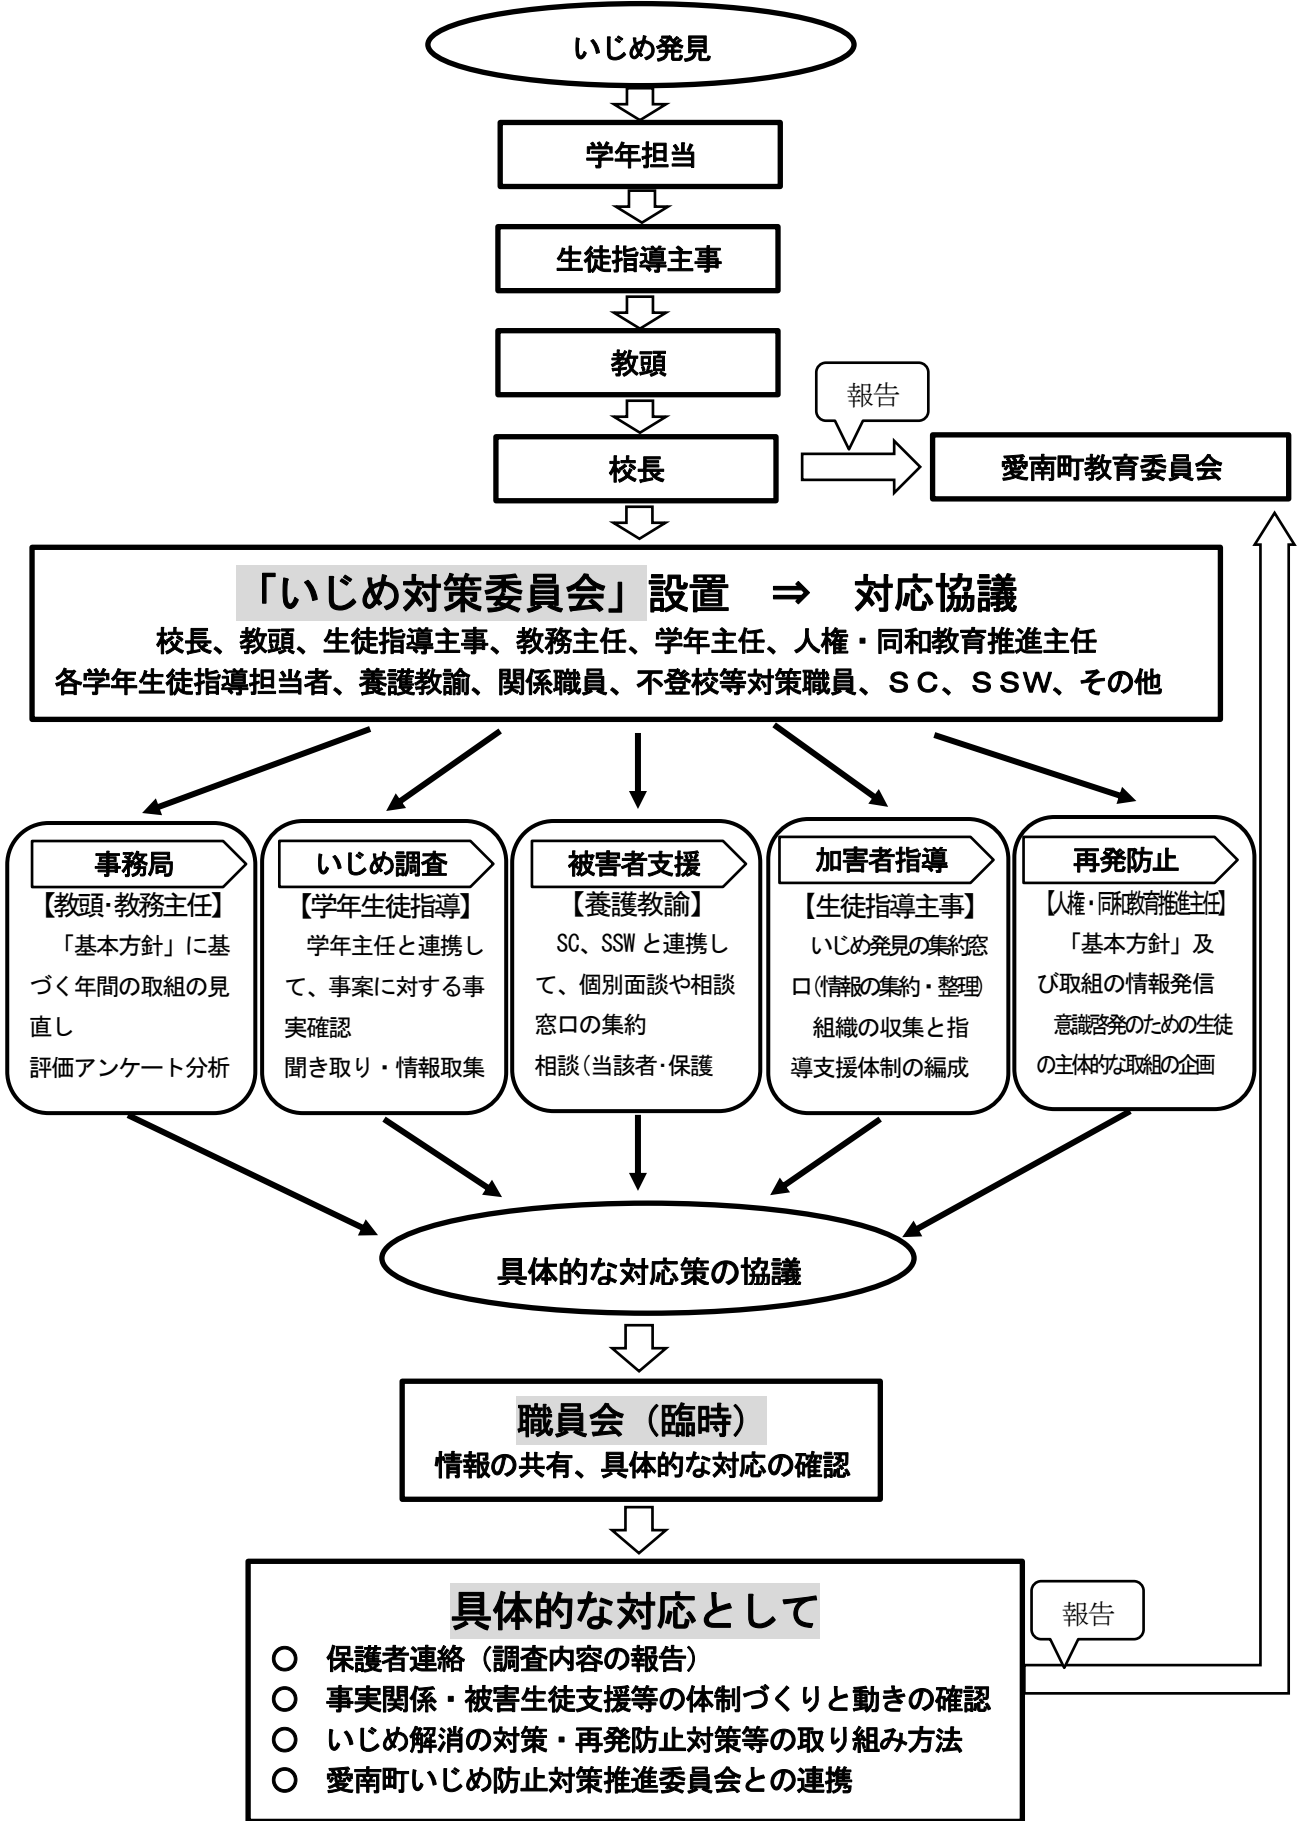 いじめ発見
学年担当
生徒指導主事
教頭
報告
校長
愛南町教育委員会
「いじめ対策委員会」設置　⇒　対応協議
校長、教頭、生徒指導主事、教務主任、学年主任、人権・同和教育推進主任
各学年生徒指導担当者、養護教諭、関係職員、不登校等対策職員、ＳＣ、ＳＳＷ、その他
事務局
【教頭・教務主任】
「基本方針」に基
づく年間の取組の見
直し
評価アンケート分析
いじめ調査
【学年生徒指導】
学年主任と連携し
て、事案に対する事
実確認
聞き取り・情報取集
被害者支援
【養護教諭】
SC、SSWと連携し
て、個別面談や相談
窓口の集約
相談(当該者・保護
加害者指導
【生徒指導主事】
いじめ発見の集約窓
口(情報の集約・整理)
組織の収集と指
導支援体制の編成
再発防止
【人権・同和教育推進主任】
「基本方針」及
び取組の情報発信
意識啓発のための生徒
の主体的な取組の企画
具体的な対応策の協議
職員会（臨時）
情報の共有、具体的な対応の確認
具体的な対応として
○　保護者連絡（調査内容の報告）
○　事実関係・被害生徒支援等の体制づくりと動きの確認
○　いじめ解消の対策・再発防止対策等の取り組み方法
○　愛南町いじめ防止対策推進委員会との連携
報告